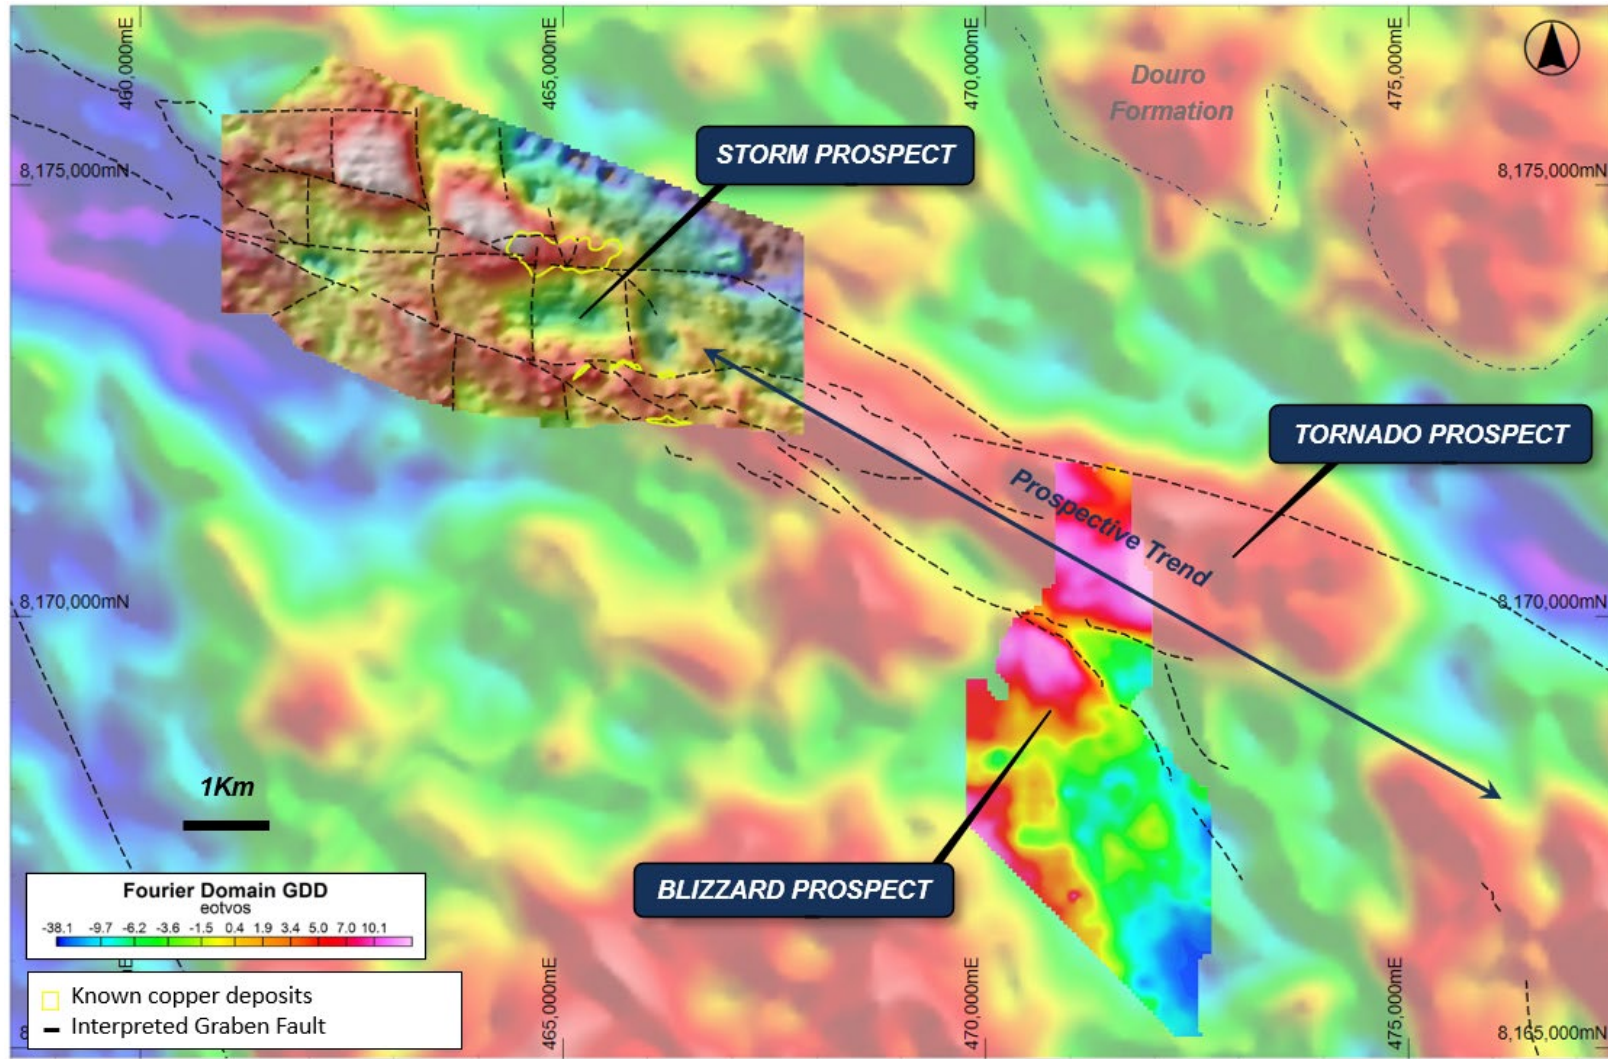 460,000mE
465,000mE
470,000mE
475,000mE
Douro
Formation
STORM PROSPECT
8,175,000mN
8,175,000mN
TORNADO PROSPECT
Prospective Trend
8,170,000mN
8,170,000mN
1Km
BLIZZARD PROSPECT
Fourier Domain GDD
eotvos
-38.1 -9.7 -6.2 -3.6 -1.5 0.4 1.9 3.4 5.0 7.0 10.1
Known copper deposits
Interpreted Graben Fault
465,000mE
470,000mE
475,000mE
8,165,000mN